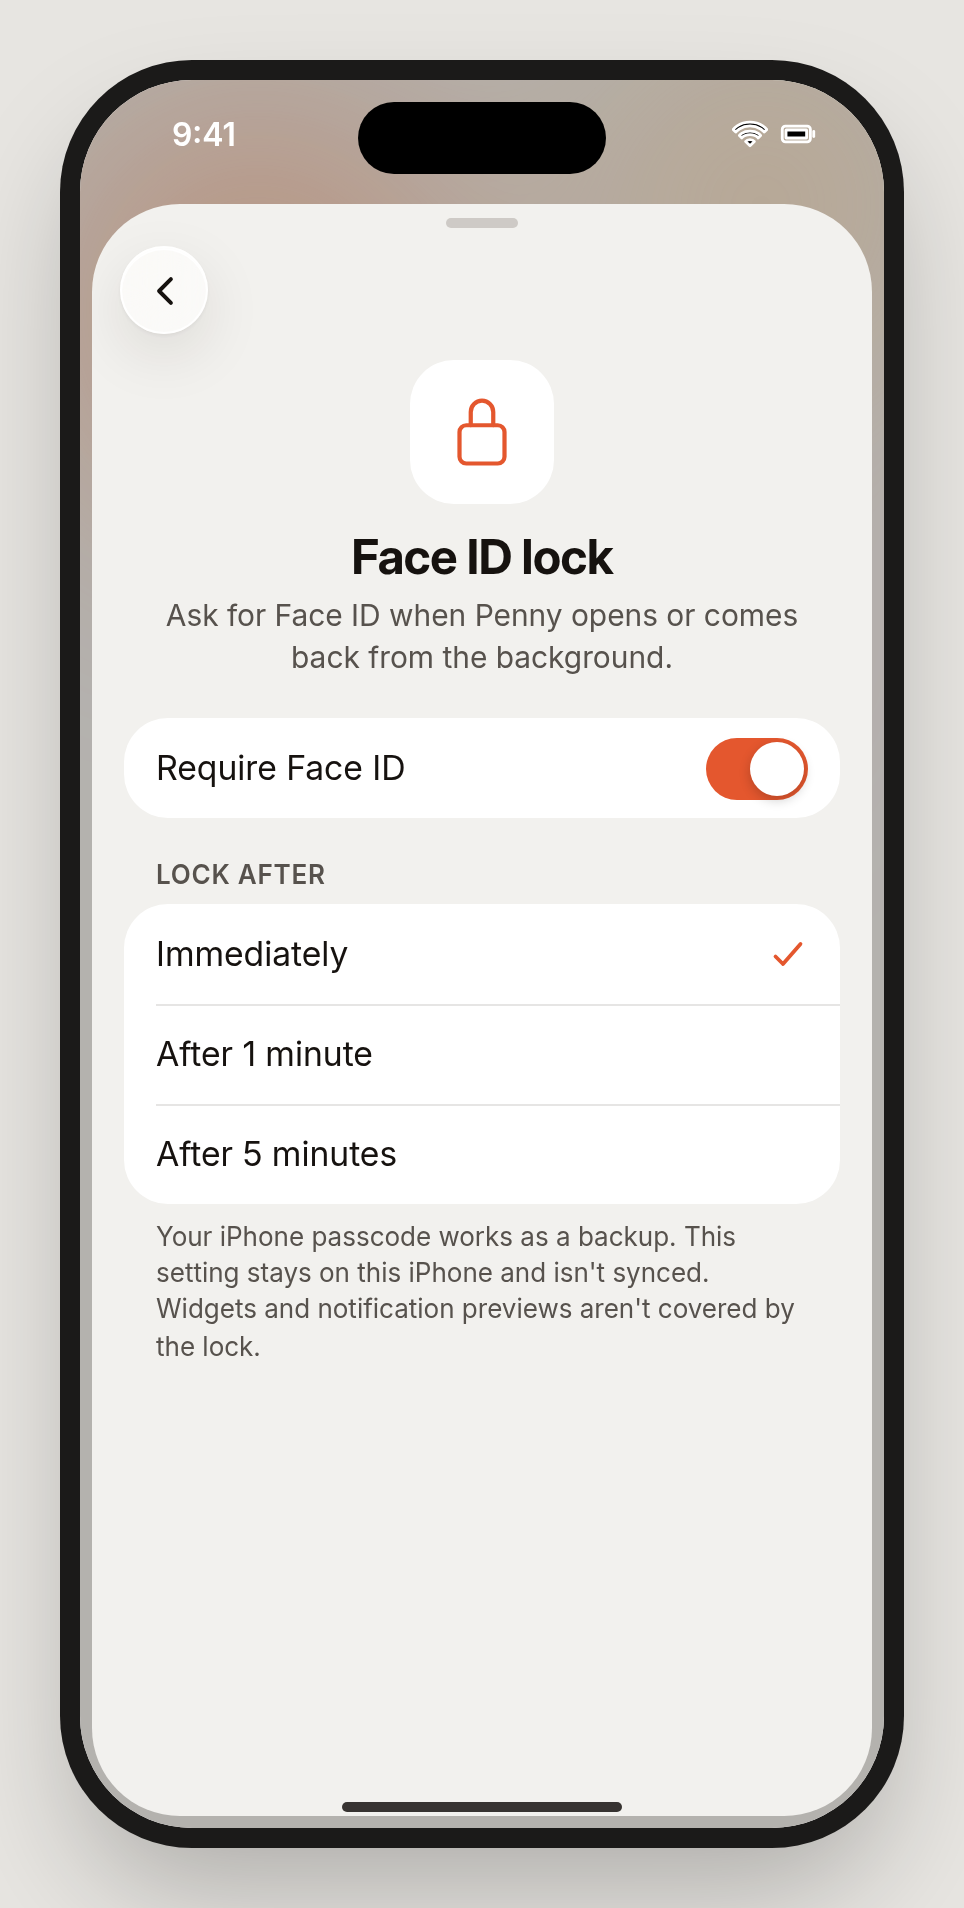 9:41
Face ID lock
Ask for Face ID when Penny opens or comes
back from the background.
Require Face ID
LOCK AFTER
Immediately
After 1 minute
After 5 minutes
Your iPhone passcode works as a backup. This
setting stays on this iPhone and isn't synced.
Widgets and notification previews aren't covered by
the lock.